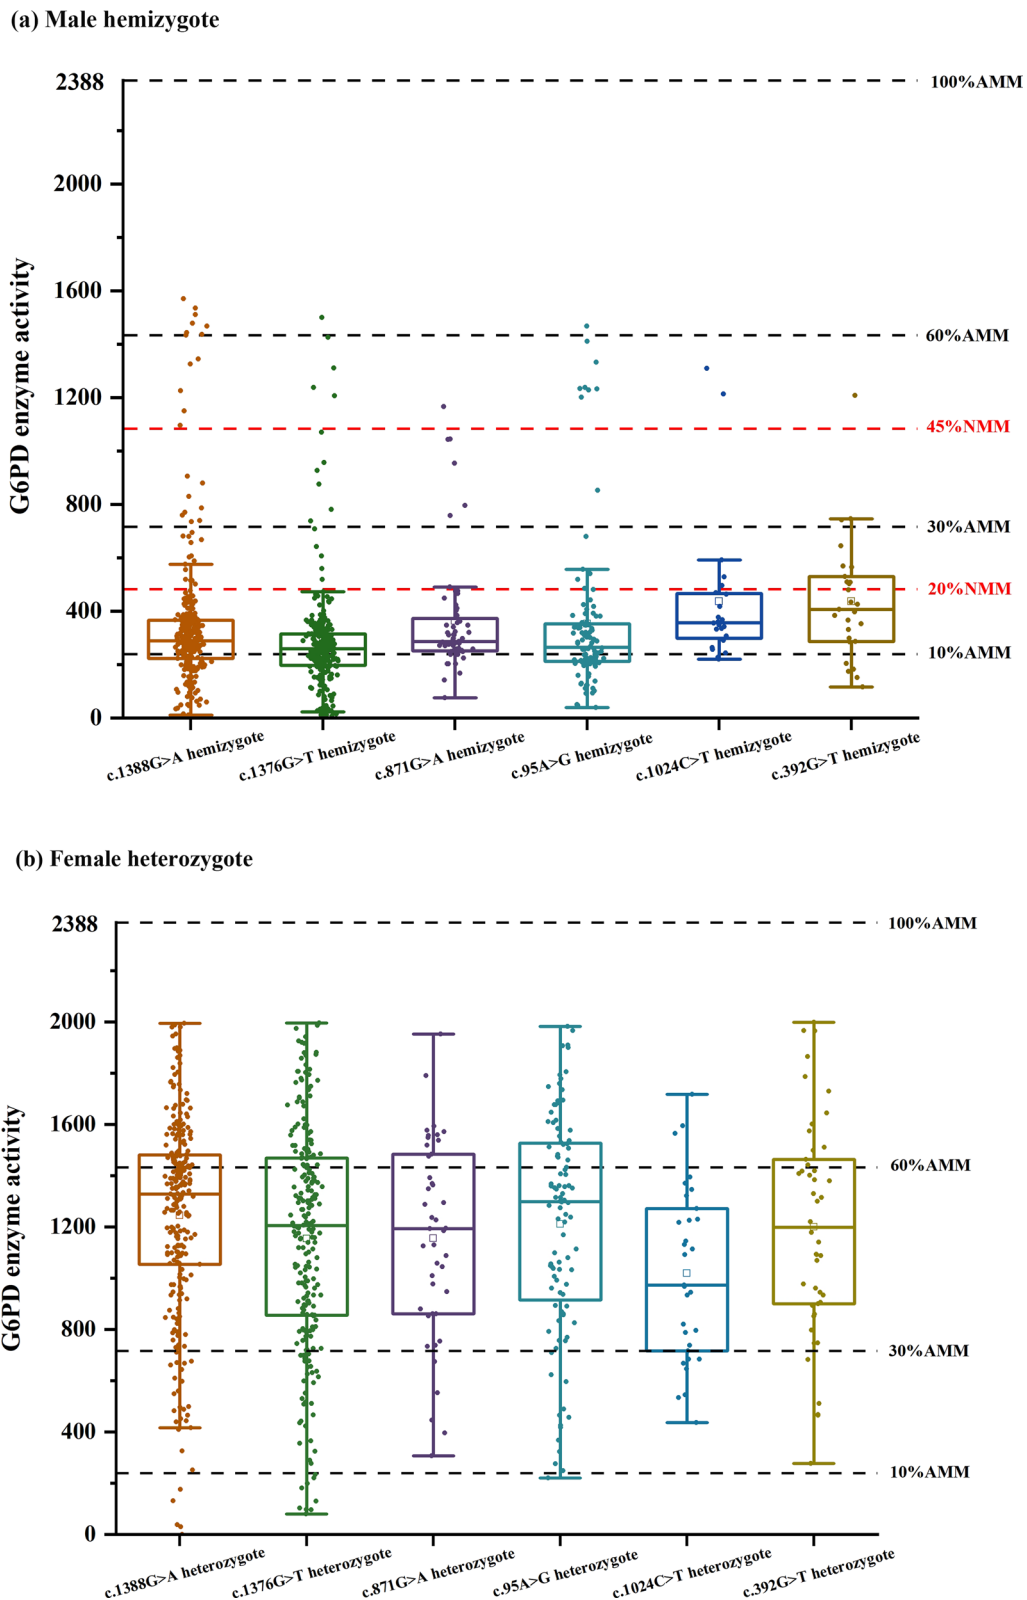 (a) Male hemizygote
2388
100%AMM
2000
1600
60%AMM
1200
45%NMM
800
30%AMM
20%NMM
400
10%AMM
0
G6PD enzyme activity
c.1388G>A hemizygote
c.1376G>T hemizygote
c.871G>A hemizygote
c.95A>G hemizygote
c.1024C>T hemizygote
c.392G>T hemizygote
(b) Female heterozygote
2388
100%AMM
2000
1600
60%AMM
1200
800
30%AMM
400
10%AMM
0
G6PD enzyme activity
c.1388G>A heterozygote
c.1376G>T heterozygote
c.871G>A heterozygote
c.95A>G heterozygote
c.1024C>T heterozygote
c.392G>T heterozygote